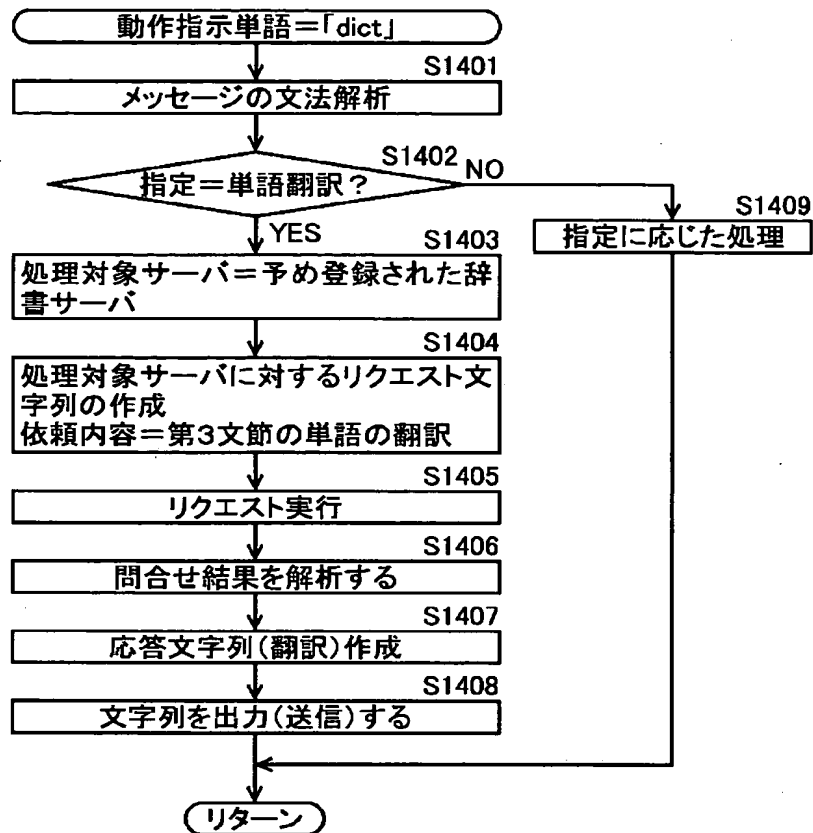 動作指示単語=「dict」
S1401
メッセージの文法解析
S1402
指定=単語翻訳?
NO
YES
S1409
指定に応じた処理
S1403
処理対象サーバ=予め登録された辞
書サーバ
S1404
処理対象サーバに対するリクエスト文
字列の作成
依頼内容=第3文節の単語の翻訳
S1405
リクエスト実行
S1406
問合せ結果を解析する
S1407
応答文字列(翻訳)作成
S1408
文字列を出力(送信)する
リターン